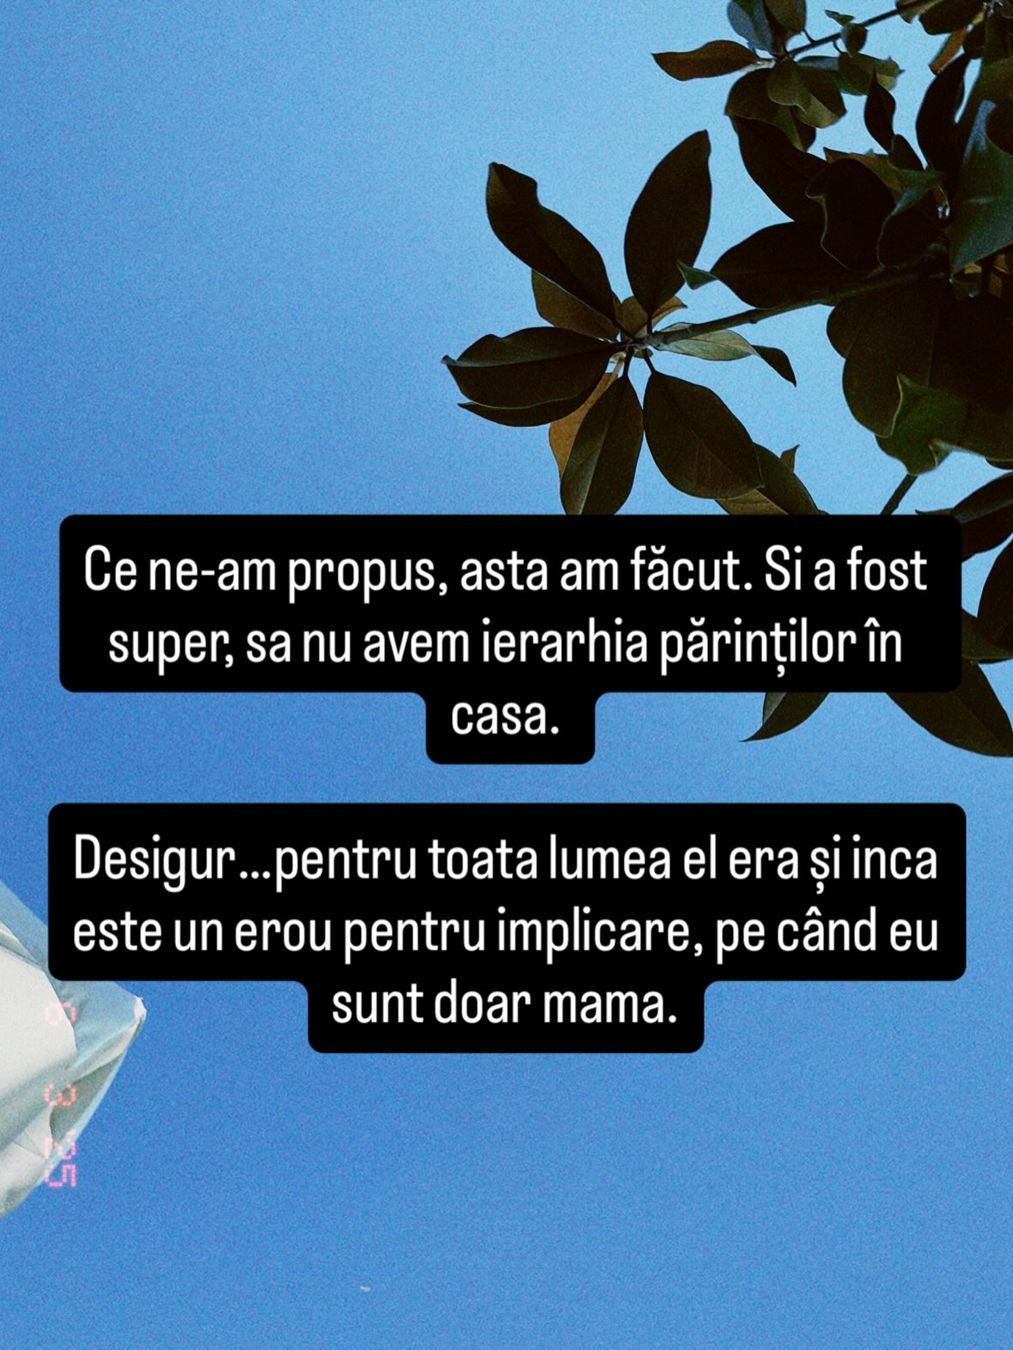 Ce ne-am propus, asta am făcut. Si a fost
super, sa nu avem ierarhia părinților în
casa.
Desigur...pentru toata lumea el era și inca
este un erou pentru implicare, pe când eu
sunt doar mama.